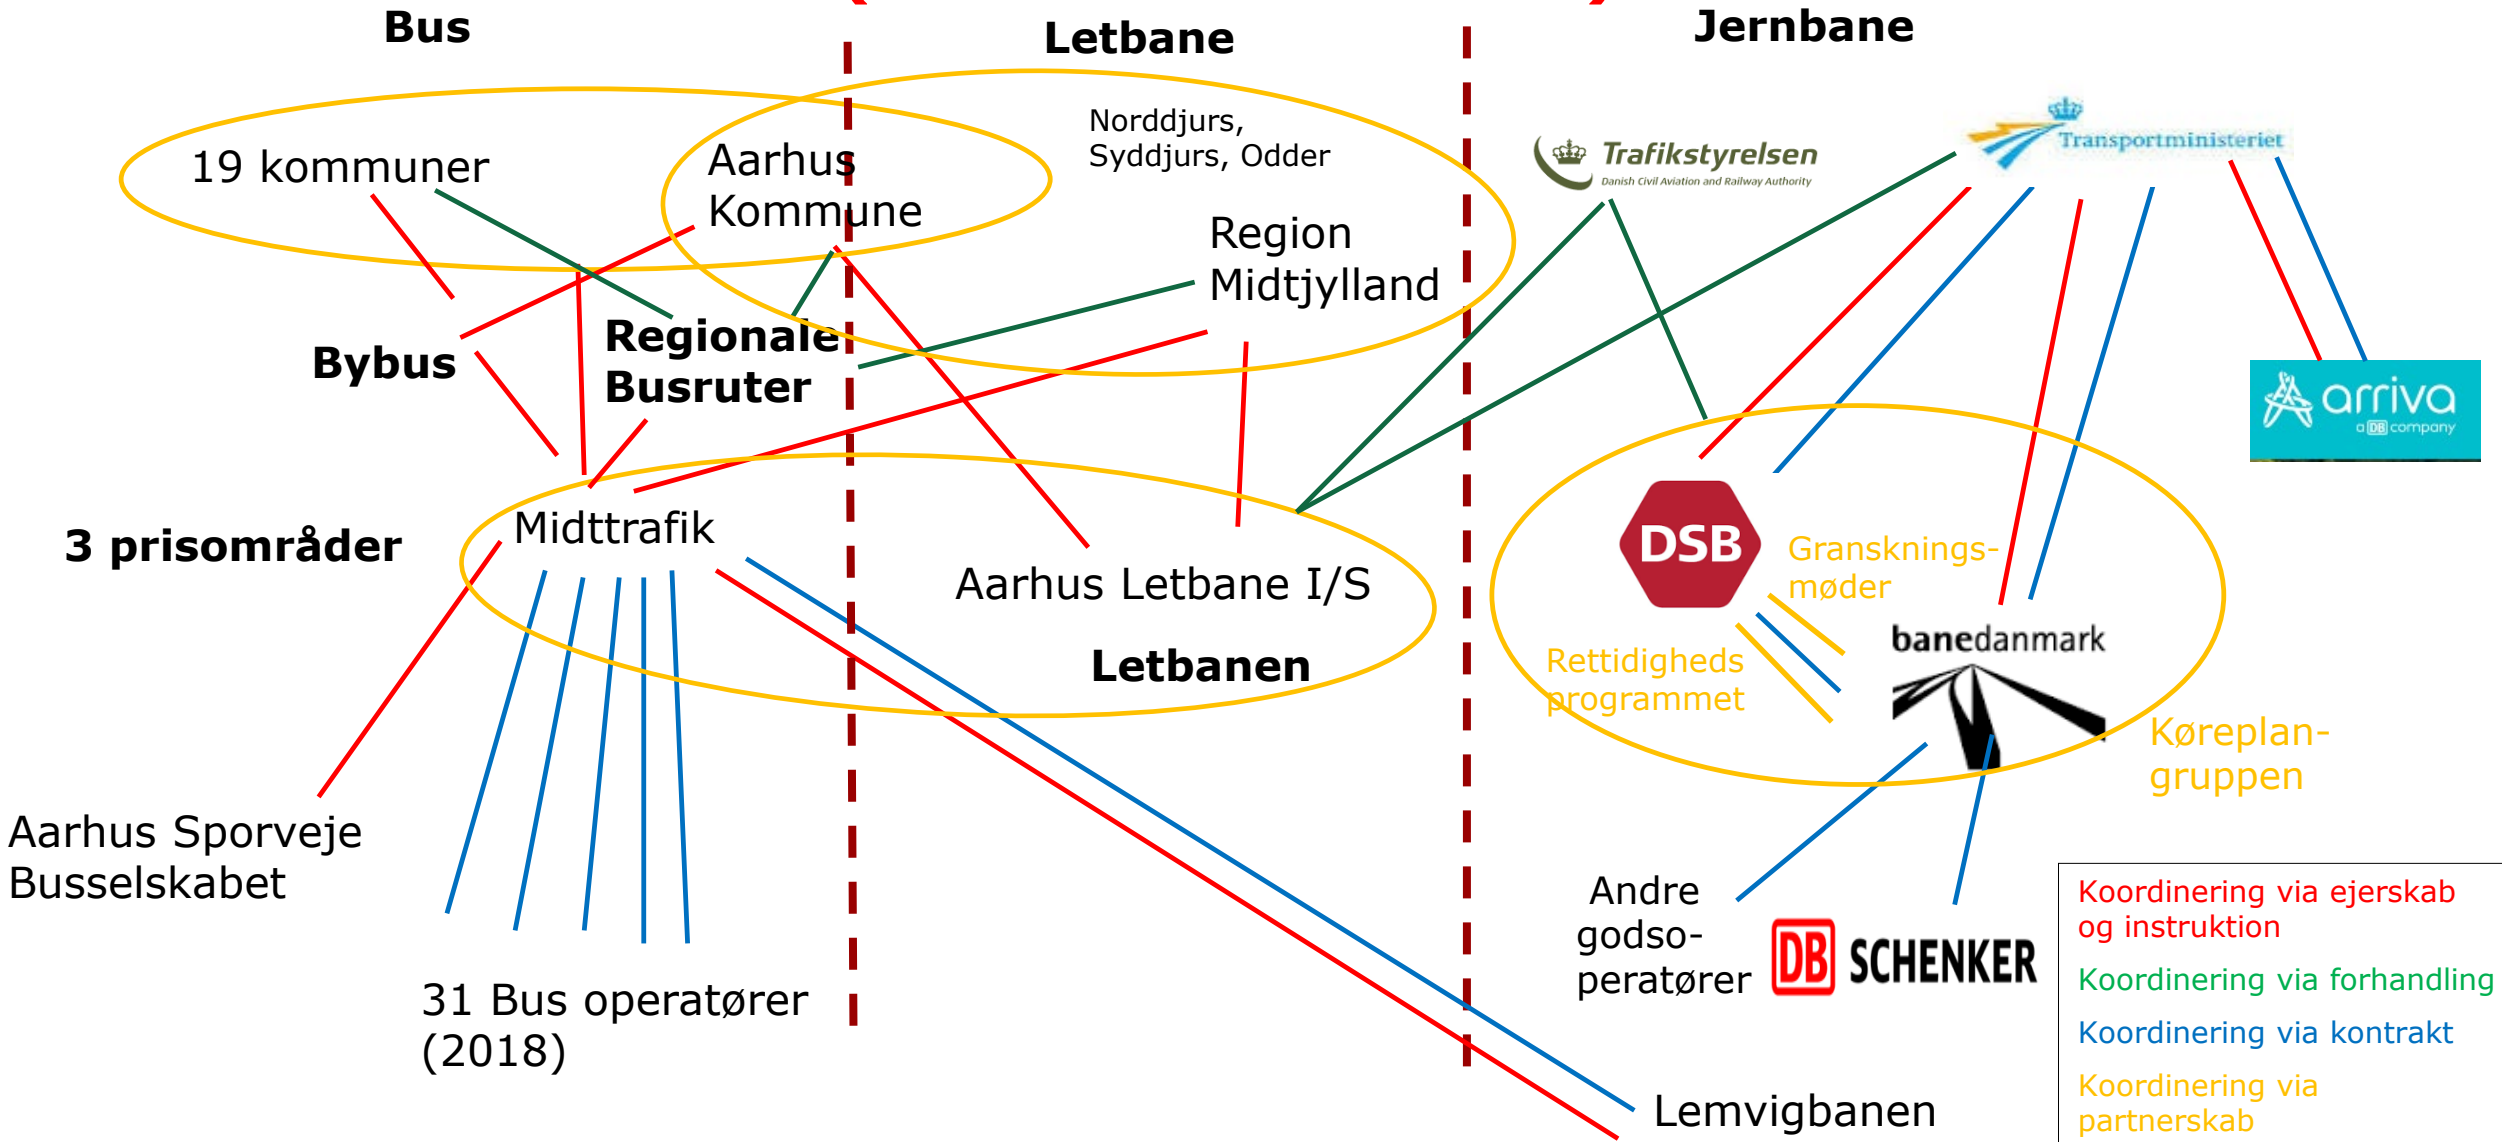 Bus
Letbane
Jernbane
19 kommuner
Aarhus
Kommune
Norddjurs,
Syddjurs, Odder
Region
Midtjylland
Trafikstyrelsen
Danish Civil Aviation and Railway Authority
Transportministeriet
Bybus
Regionale
Busruter
arriva
a DB company
3 prisområder
Midttrafik
Aarhus Letbane I/S
Letbanen
DSB
Gransknings-
møder
Rettidigheds
programmet
banedanmark
Køreplan-
gruppen
Aarhus Sporveje
Busselskabet
31 Bus operatører
(2018)
Andre
godso-
peratører
DB SCHENKER
Lemvigbanen
Koordinering via ejerskab
og instruktion
Koordinering via forhandling
Koordinering via kontrakt
Koordinering via
partnerskab